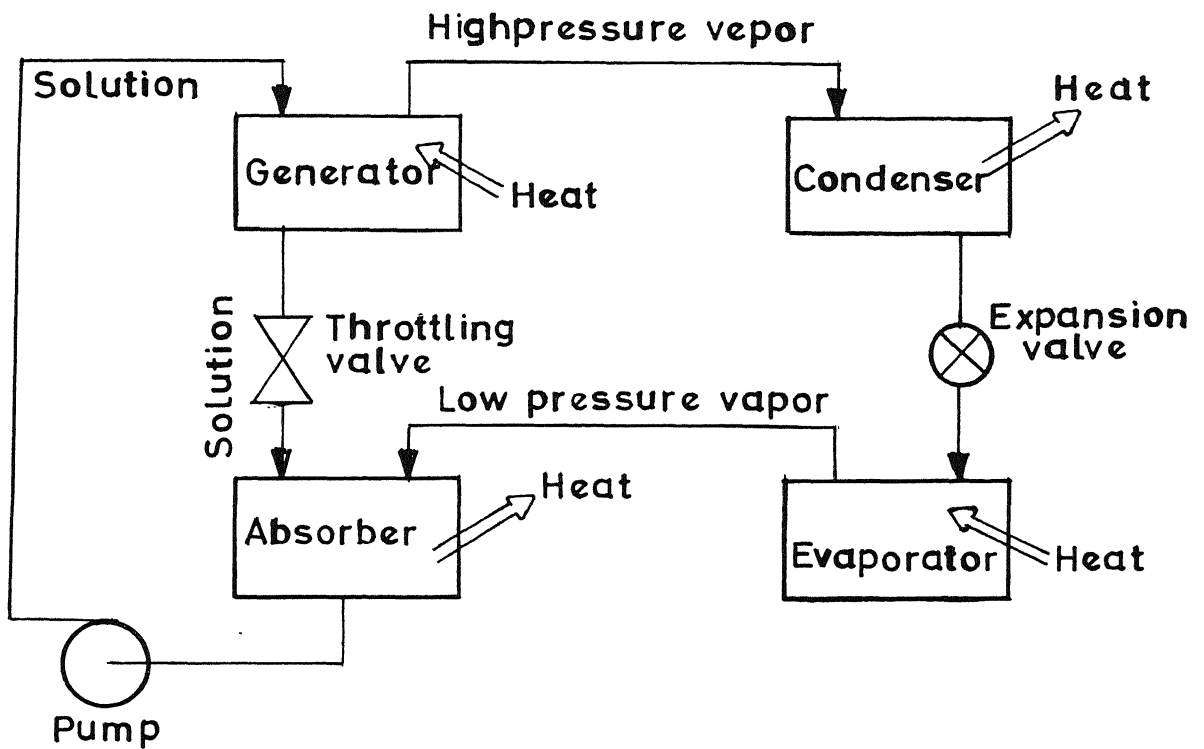 Highpressure vepor
Solution
Heat
Generator
Heat
Condenser
Solution
Throttling
valve
Expansion
valve
Low pressure vapor
Absorber
Heat
Evaporator
Heat
Pump